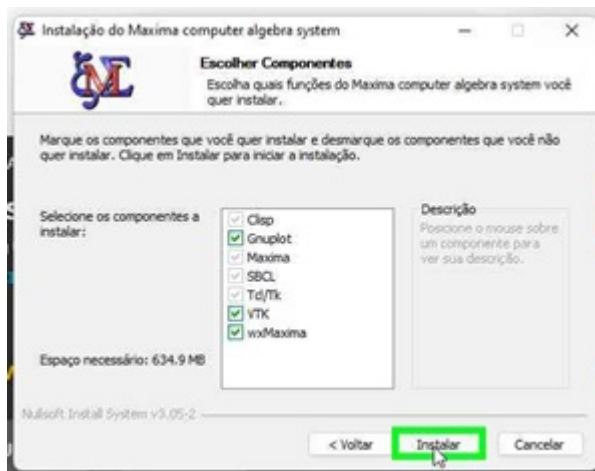 Instalação do Maxima computer algebra system
Escolher Componentes
Escolha quais funções do Maxima computer algebra system você
quer instalar.
Marque os componentes que você quer instalar e desmarque os componentes que você não
quer instalar. Clique em Instalar para iniciar a instalação.
Selecione os componentes a
instalar:
Clisp
Gnuplot
Maxima
SBCL
Tcl/Tk
VTK
wxMaxima
Descrição
Posicione o mouse sobre
um componente para
ver sua descrição.
Espaço necessário: 634.9 MB
Nullsoft Install System v3.05-2
< Voltar
Instalar
Cancelar